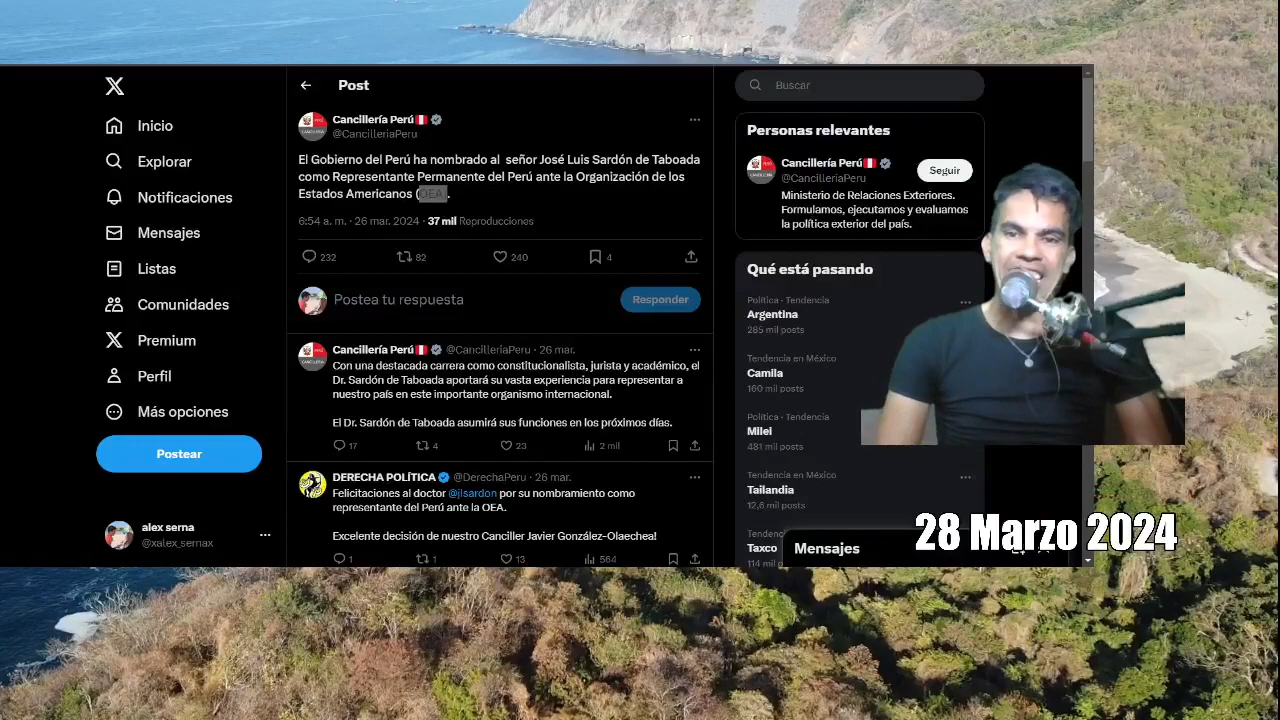 Inicio
Explorar
Notificaciones
Mensajes
Listas
Comunidades
Premium
Perfil
Más opciones
Postear
alex serna
@xalex_sernax
Post
Cancillería Perú
@CancilleriaPeru
El Gobierno del Perú ha nombrado al señor José Luis Sardón de Taboada
como Representante Permanente del Perú ante la Organización de los
Estados Americanos (OEA).
6:54 a. m. · 26 mar. 2024 · 37 mil Reproducciones
232 82 240 4
Postea tu respuesta
Responder
Cancillería Perú @CancilleriaPeru · 26 mar.
Con una destacada carrera como constitucionalista, jurista y académico, el
Dr. Sardón de Taboada aportará su vasta experiencia para representar a
nuestro país en este importante organismo internacional.
El Dr. Sardón de Taboada asumirá sus funciones en los próximos días.
17 4 23 2 mil
DERECHA POLÍTICA @DerechaPeru · 26 mar.
Felicitaciones al doctor @jlsardon por su nombramiento como
representante del Perú ante la OEA.
Excelente decisión de nuestro Canciller Javier González-Olaechea!
1 1 13 564
Buscar
Personas relevantes
Cancillería Perú
@CancilleriaPeru
Seguir
Ministerio de Relaciones Exteriores.
Formulamos, ejecutamos y evaluamos
la política exterior del país.
Qué está pasando
Política · Tendencia
Argentina
285 mil posts
Tendencia en México
Camila
160 mil posts
Política · Tendencia
Milei
481 mil posts
Tendencia en México
Tailandia
12,6 mil posts
Taxco
114 mil
Mensajes
28 Marzo 2024